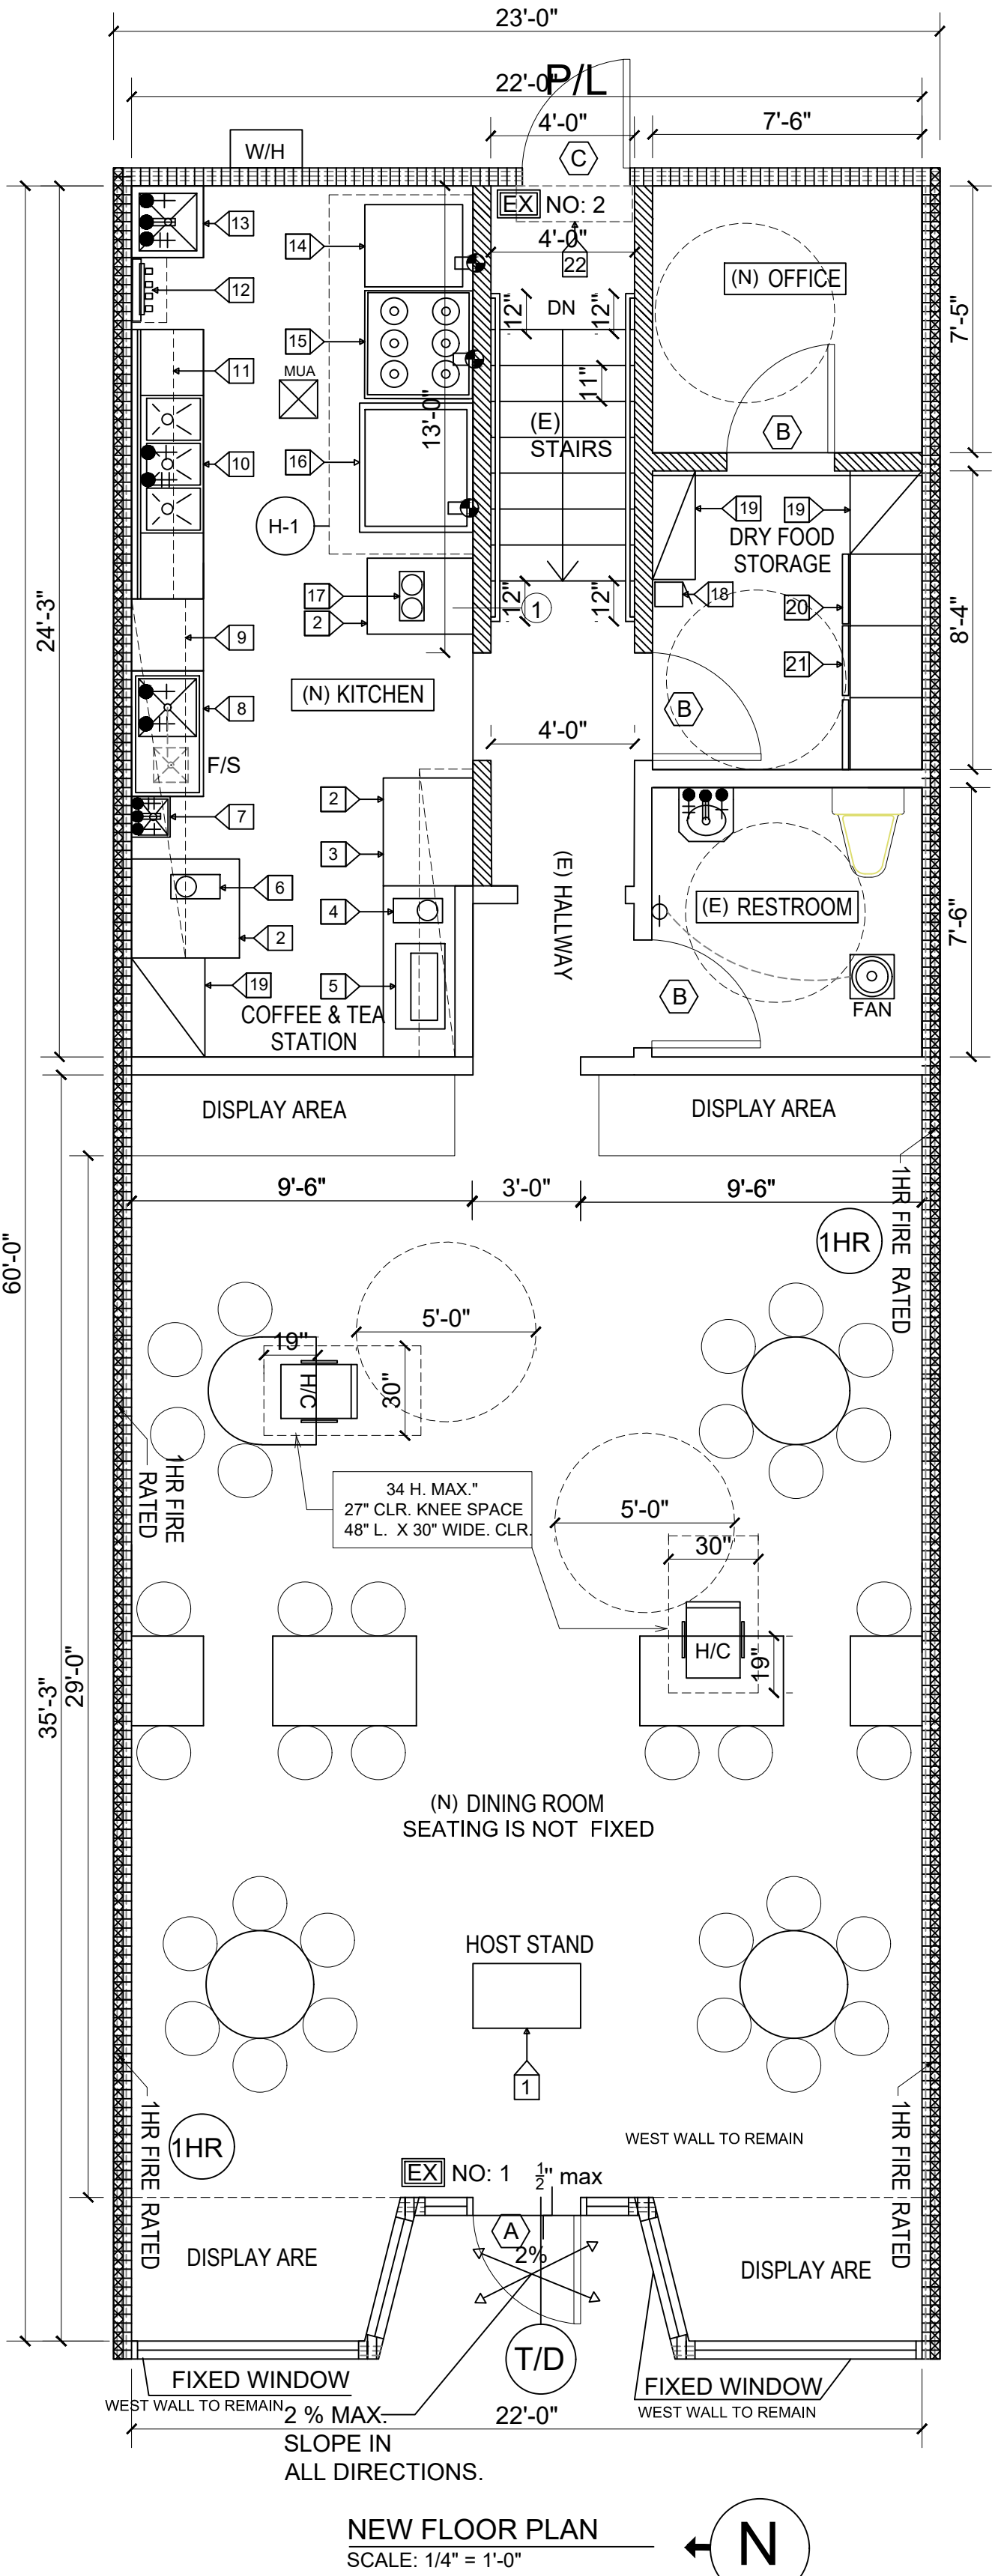 23'-0"
P/L
22'-0"
4'-0"
7'-6"
W/H
C
EX NO: 2
13
14
4'-0"
22
(N) OFFICE
12
12"
DN
12"
7'-5"
15
11
MUA
11"
13'-0"
(E)
STAIRS
B
10
16
H-1
19
19
DRY FOOD
STORAGE
17
2
12"
1
12"
18
20
8'-4"
24'-3"
9
21
(N) KITCHEN
8
B
4'-0"
F/S
7
2
3
(E) HALLWAY
6
4
(E) RESTROOM
7'-6"
2
19
5
B
FAN
COFFEE & TEA
STATION
DISPLAY AREA
DISPLAY AREA
9'-6"
3'-0"
9'-6"
1HR FIRE RATED
1HR
60'-0"
5'-0"
19"
H/C
30"
1HR FIRE
RATED
34 H. MAX."
27" CLR. KNEE SPACE
48" L. X 30" WIDE. CLR.
5'-0"
30"
H/C
19"
29'-0"
35'-3"
(N) DINING ROOM
SEATING IS NOT FIXED
HOST STAND
1
1HR FIRE RATED
1HR
WEST WALL TO REMAIN
1HR FIRE RATED
EX NO: 1
1/2" max
A
2%
DISPLAY ARE
DISPLAY ARE
T/D
FIXED WINDOW
WEST WALL TO REMAIN
FIXED WINDOW
WEST WALL TO REMAIN
2 % MAX.
SLOPE IN
ALL DIRECTIONS.
22'-0"
NEW FLOOR PLAN
SCALE: 1/4" = 1'-0"
N